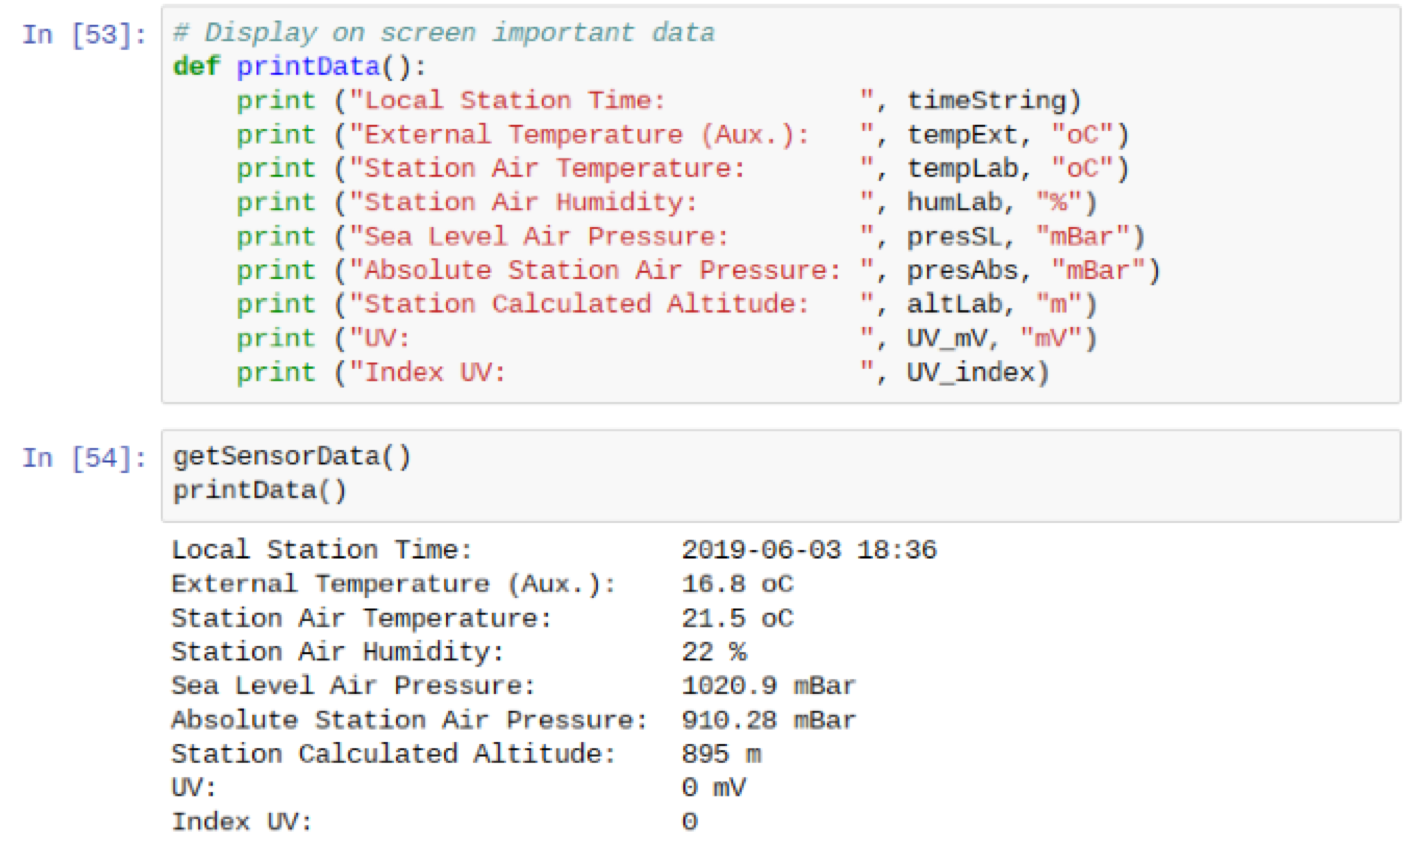 In [53]: # Display on screen important data
def printData():
    print ("Local Station Time:            ", timeString)
    print ("External Temperature (Aux.):   ", tempExt, "oC")
    print ("Station Air Temperature:       ", tempLab, "oC")
    print ("Station Air Humidity:          ", humLab, "%")
    print ("Sea Level Air Pressure:        ", presSL, "mBar")
    print ("Absolute Station Air Pressure: ", presAbs, "mBar")
    print ("Station Calculated Altitude:   ", altLab, "m")
    print ("UV:                            ", UV_mV, "mV")
    print ("Index UV:                      ", UV_index)
In [54]: getSensorData()
printData()
Local Station Time:             2019-06-03 18:36
External Temperature (Aux.):    16.8 oC
Station Air Temperature:        21.5 oC
Station Air Humidity:           22 %
Sea Level Air Pressure:         1020.9 mBar
Absolute Station Air Pressure:  910.28 mBar
Station Calculated Altitude:    895 m
UV:                             0 mV
Index UV:                       0